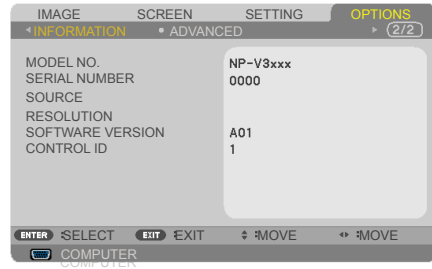 IMAGE SCREEN SETTING OPTIONS
INFORMATION • ADVANCED 2/2
MODEL NO. NP-V3xxx
SERIAL NUMBER 0000
SOURCE
RESOLUTION
SOFTWARE VERSION A01
CONTROL ID 1
ENTER :SELECT EXIT :EXIT :MOVE :MOVE
COMPUTER